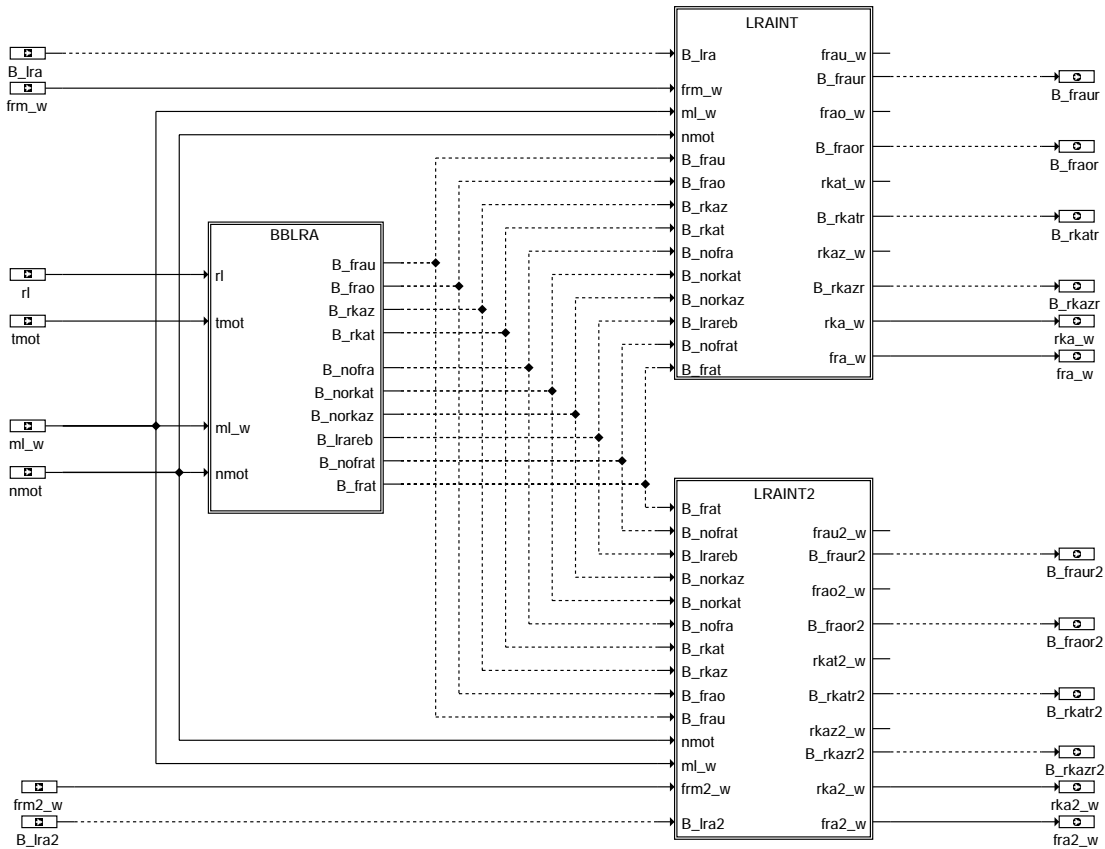 B_lra
frm_w
rl
tmot
ml_w
nmot
frm2_w
B_lra2
BBLRA
rl
tmot
ml_w
nmot
B_frau
B_frao
B_rkaz
B_rkat
B_nofra
B_norkat
B_norkaz
B_lrareb
B_nofrat
B_frat
LRAINT
B_lra
frm_w
ml_w
nmot
B_frau
B_frao
B_rkaz
B_rkat
B_nofra
B_norkat
B_norkaz
B_lrareb
B_nofrat
B_frat
frau_w
B_fraur
frao_w
B_fraor
rkat_w
B_rkatr
rkaz_w
B_rkazr
rka_w
fra_w
B_fraur
B_fraor
B_rkatr
B_rkazr
rka_w
fra_w
LRAINT2
B_frat
B_nofrat
B_lrareb
B_norkaz
B_norkat
B_nofra
B_rkat
B_rkaz
B_frao
B_frau
nmot
ml_w
frm2_w
B_lra2
frau2_w
B_fraur2
frao2_w
B_fraor2
rkat2_w
B_rkatr2
rkaz2_w
B_rkazr2
rka2_w
fra2_w
B_fraur2
B_fraor2
B_rkatr2
B_rkazr2
rka2_w
fra2_w